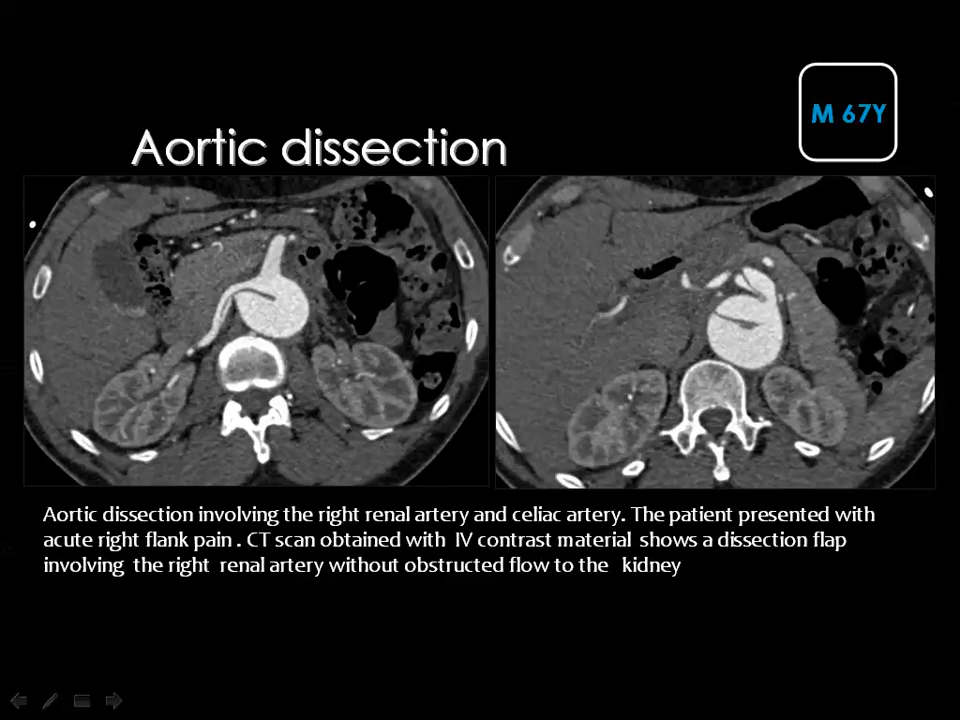 M 67Y
Aortic dissection
Aortic dissection involving the right renal artery and celiac artery. The patient presented with
acute right flank pain . CT scan obtained with IV contrast material shows a dissection flap
involving the right renal artery without obstructed flow to the kidney